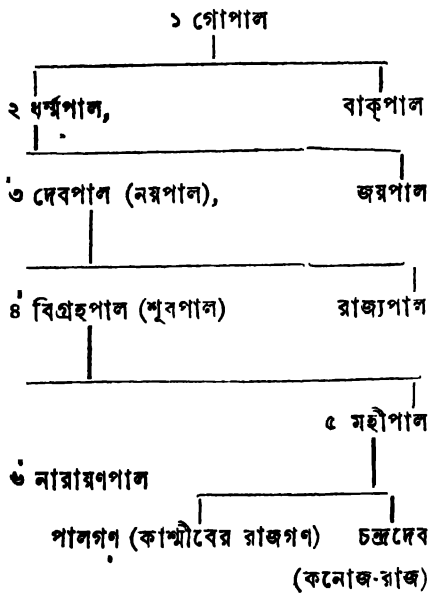 ১ গোপাল
২ ধর্ম্মপাল, বাক্‌পাল
৩ দেবপাল (নয়পাল), জয়পাল
৪ বিগ্রহপাল (শূবপাল) রাজ্যপাল
৫ মহীপাল
৬ নারায়ণপাল
পালগণ (কাশ্মীবের রাজগণ) চন্দ্রদেব
(কনোজ-রাজ)